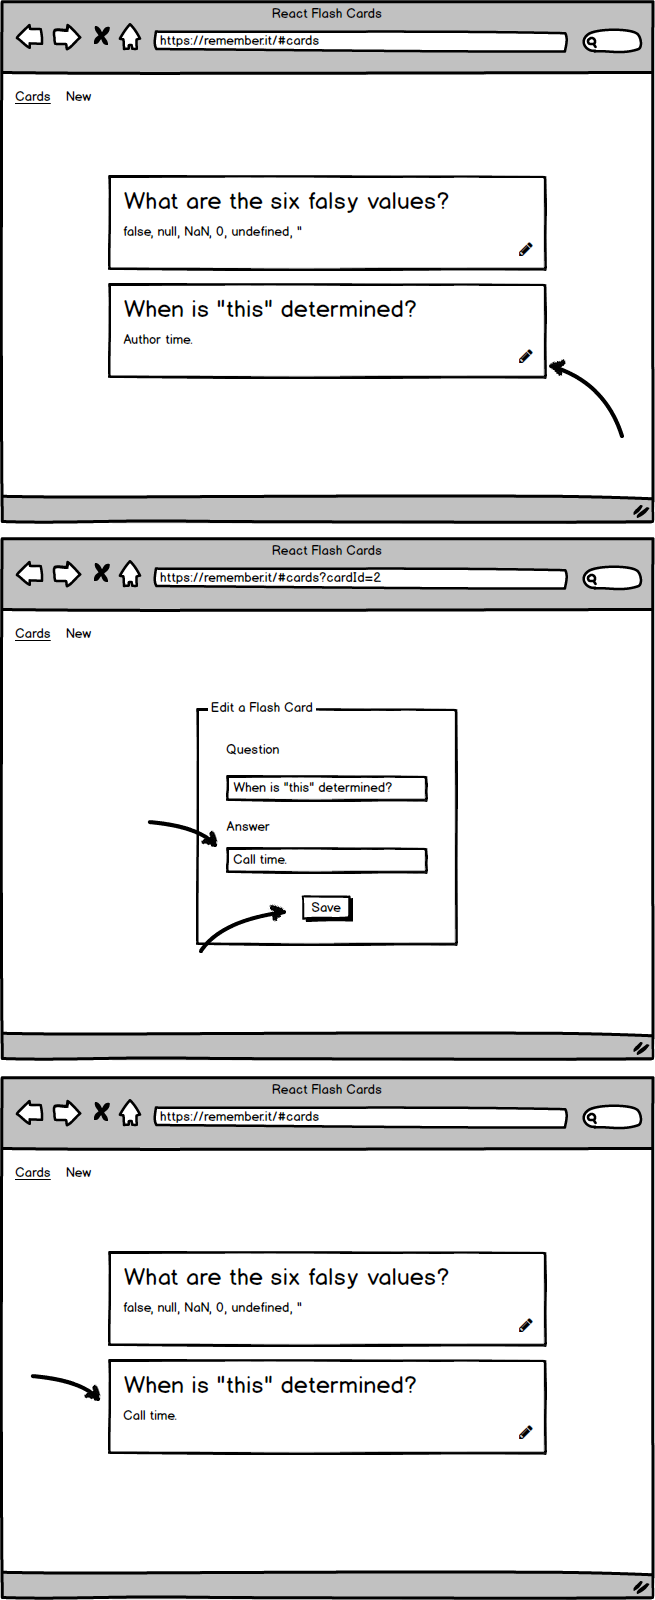 React Flash Cards
https://remember.it/#cards
Cards New
What are the six falsy values?
false, null, NaN, 0, undefined, "
When is "this" determined?
Author time.
React Flash Cards
https://remember.it/#cards?cardId=2
Cards New
Edit a Flash Card
Question
When is "this" determined?
Answer
Call time.
Save
React Flash Cards
https://remember.it/#cards
Cards New
What are the six falsy values?
false, null, NaN, 0, undefined, "
When is "this" determined?
Call time.